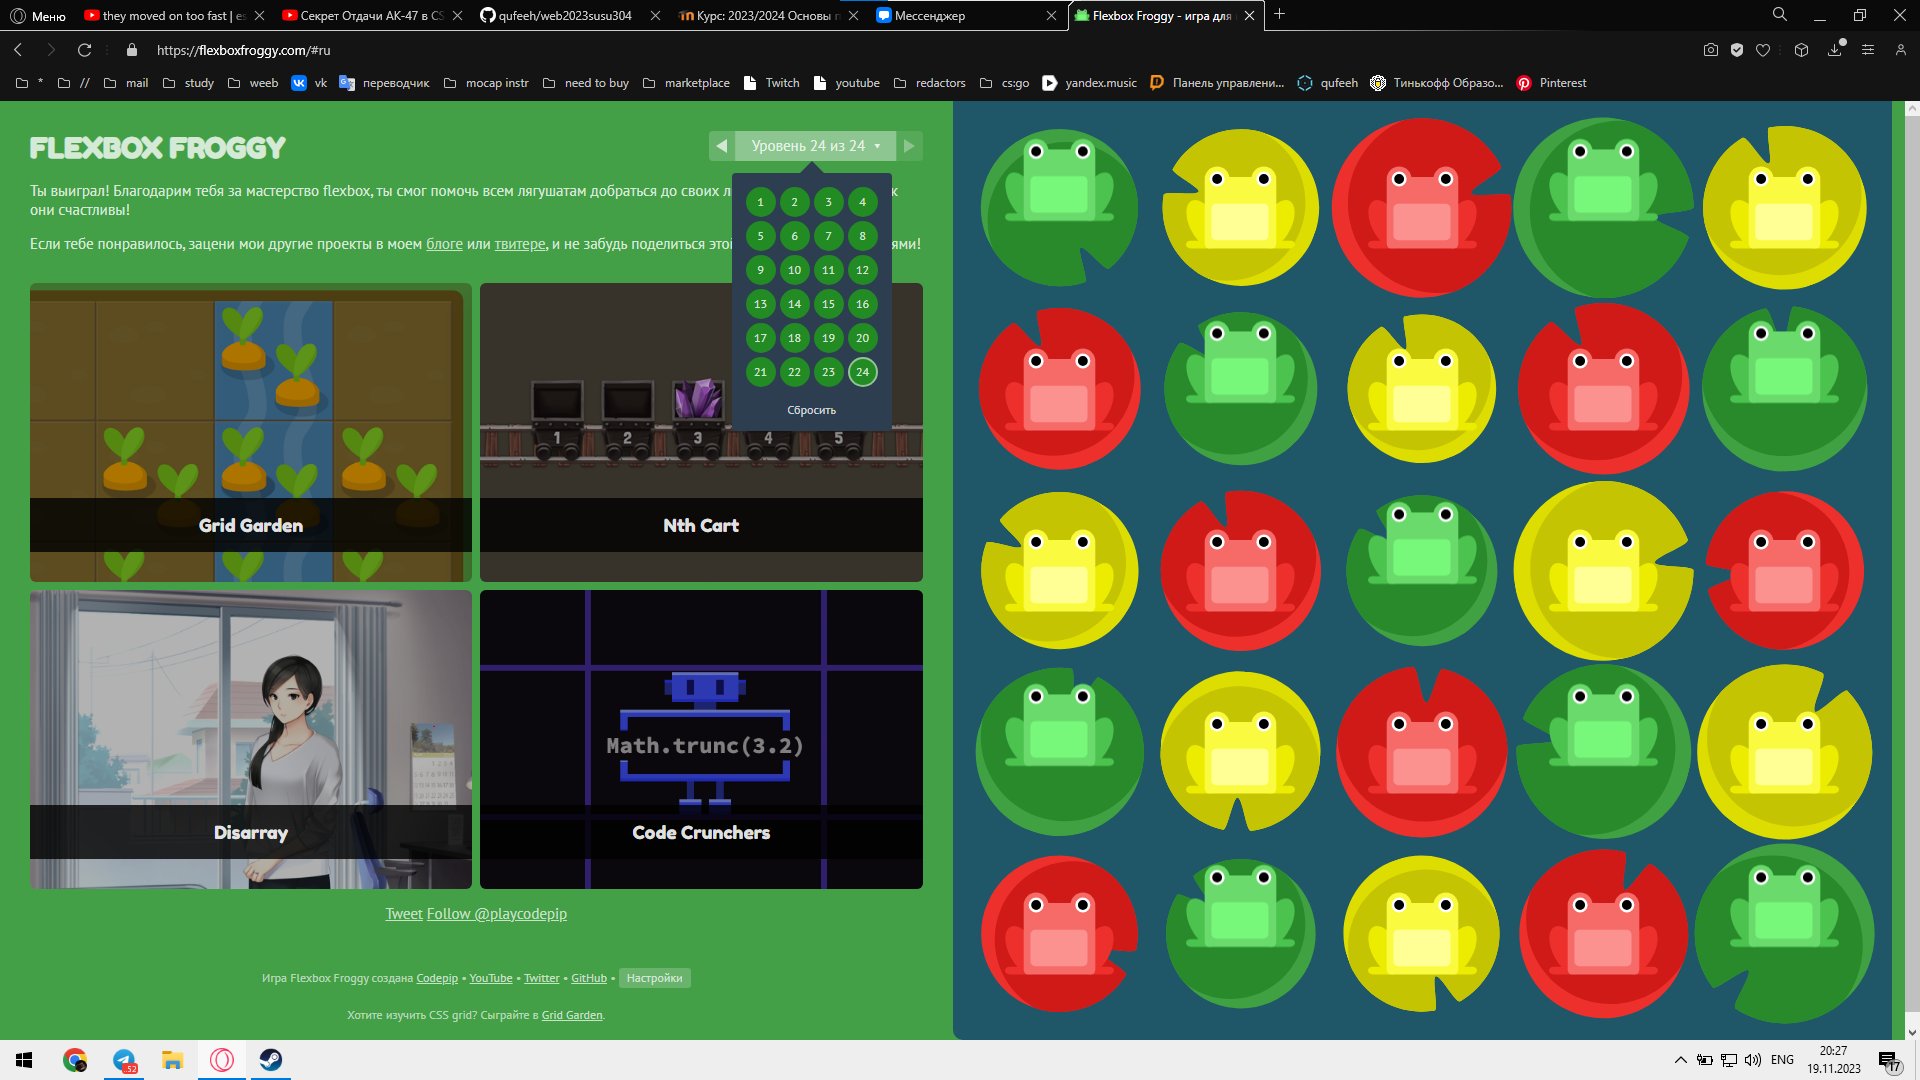 Меню
they moved on too fast | es
Секрет Отдачи АК-47 в CS
qufeeh/web2023susu304
Курс: 2023/2024 Основы п
Мессенджер
Flexbox Froggy - игра для
https://flexboxfroggy.com/#ru
*
//
mail
study
weeb
vk
переводчик
mocap instr
need to buy
marketplace
Twitch
youtube
redactors
cs:go
yandex.music
Панель управлени...
qufeeh
Тинькофф Образо...
Pinterest
FLEXBOX FROGGY
Уровень 24 из 24
Ты выиграл! Благодарим тебя за мастерство flexbox, ты смог помочь всем лягушатам добраться до своих л к
они счастливы!
Если тебе понравилось, зацени мои другие проекты в моем блоге или твитере, и не забудь поделиться этой ями!
1 2 3 4
5 6 7 8
9 10 11 12
13 14 15 16
17 18 19 20
21 22 23 24
Сбросить
1 2 3 4 5
Grid Garden
Nth Cart
Math.trunc(3.2)
Disarray
Code Crunchers
Tweet Follow @playcodepip
Игра Flexbox Froggy создана Codepip • YouTube • Twitter • GitHub • Настройки
Хотите изучить CSS grid? Сыграйте в Grid Garden.
52
ENG
20:27
19.11.2023
17